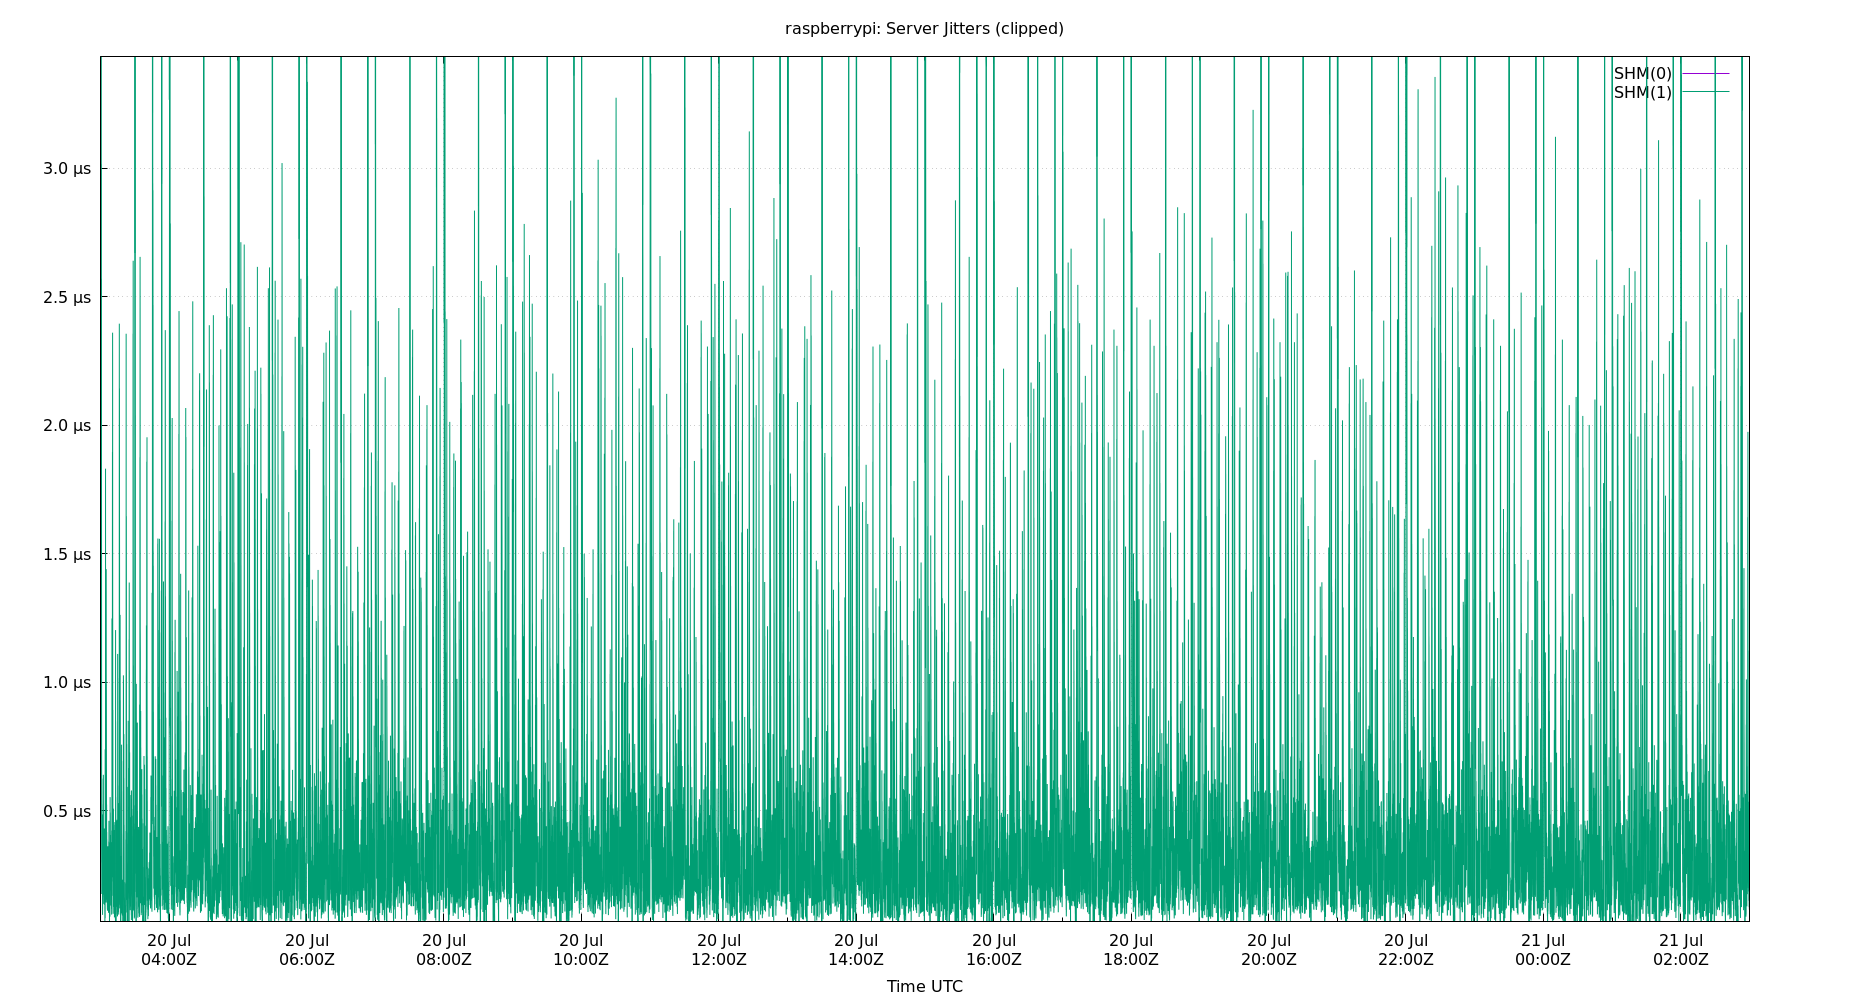 raspberrypi: Server Jitters (clipped)
SHM(0)
SHM(1)
3.0 µs
2.5 µs
2.0 µs
1.5 µs
1.0 µs
0.5 µs
20 Jul 20 Jul 20 Jul 20 Jul 20 Jul 20 Jul 20 Jul 20 Jul 20 Jul 20 Jul 21 Jul 21 Jul
04:00Z 06:00Z 08:00Z 10:00Z 12:00Z 14:00Z 16:00Z 18:00Z 20:00Z 22:00Z 00:00Z 02:00Z
Time UTC